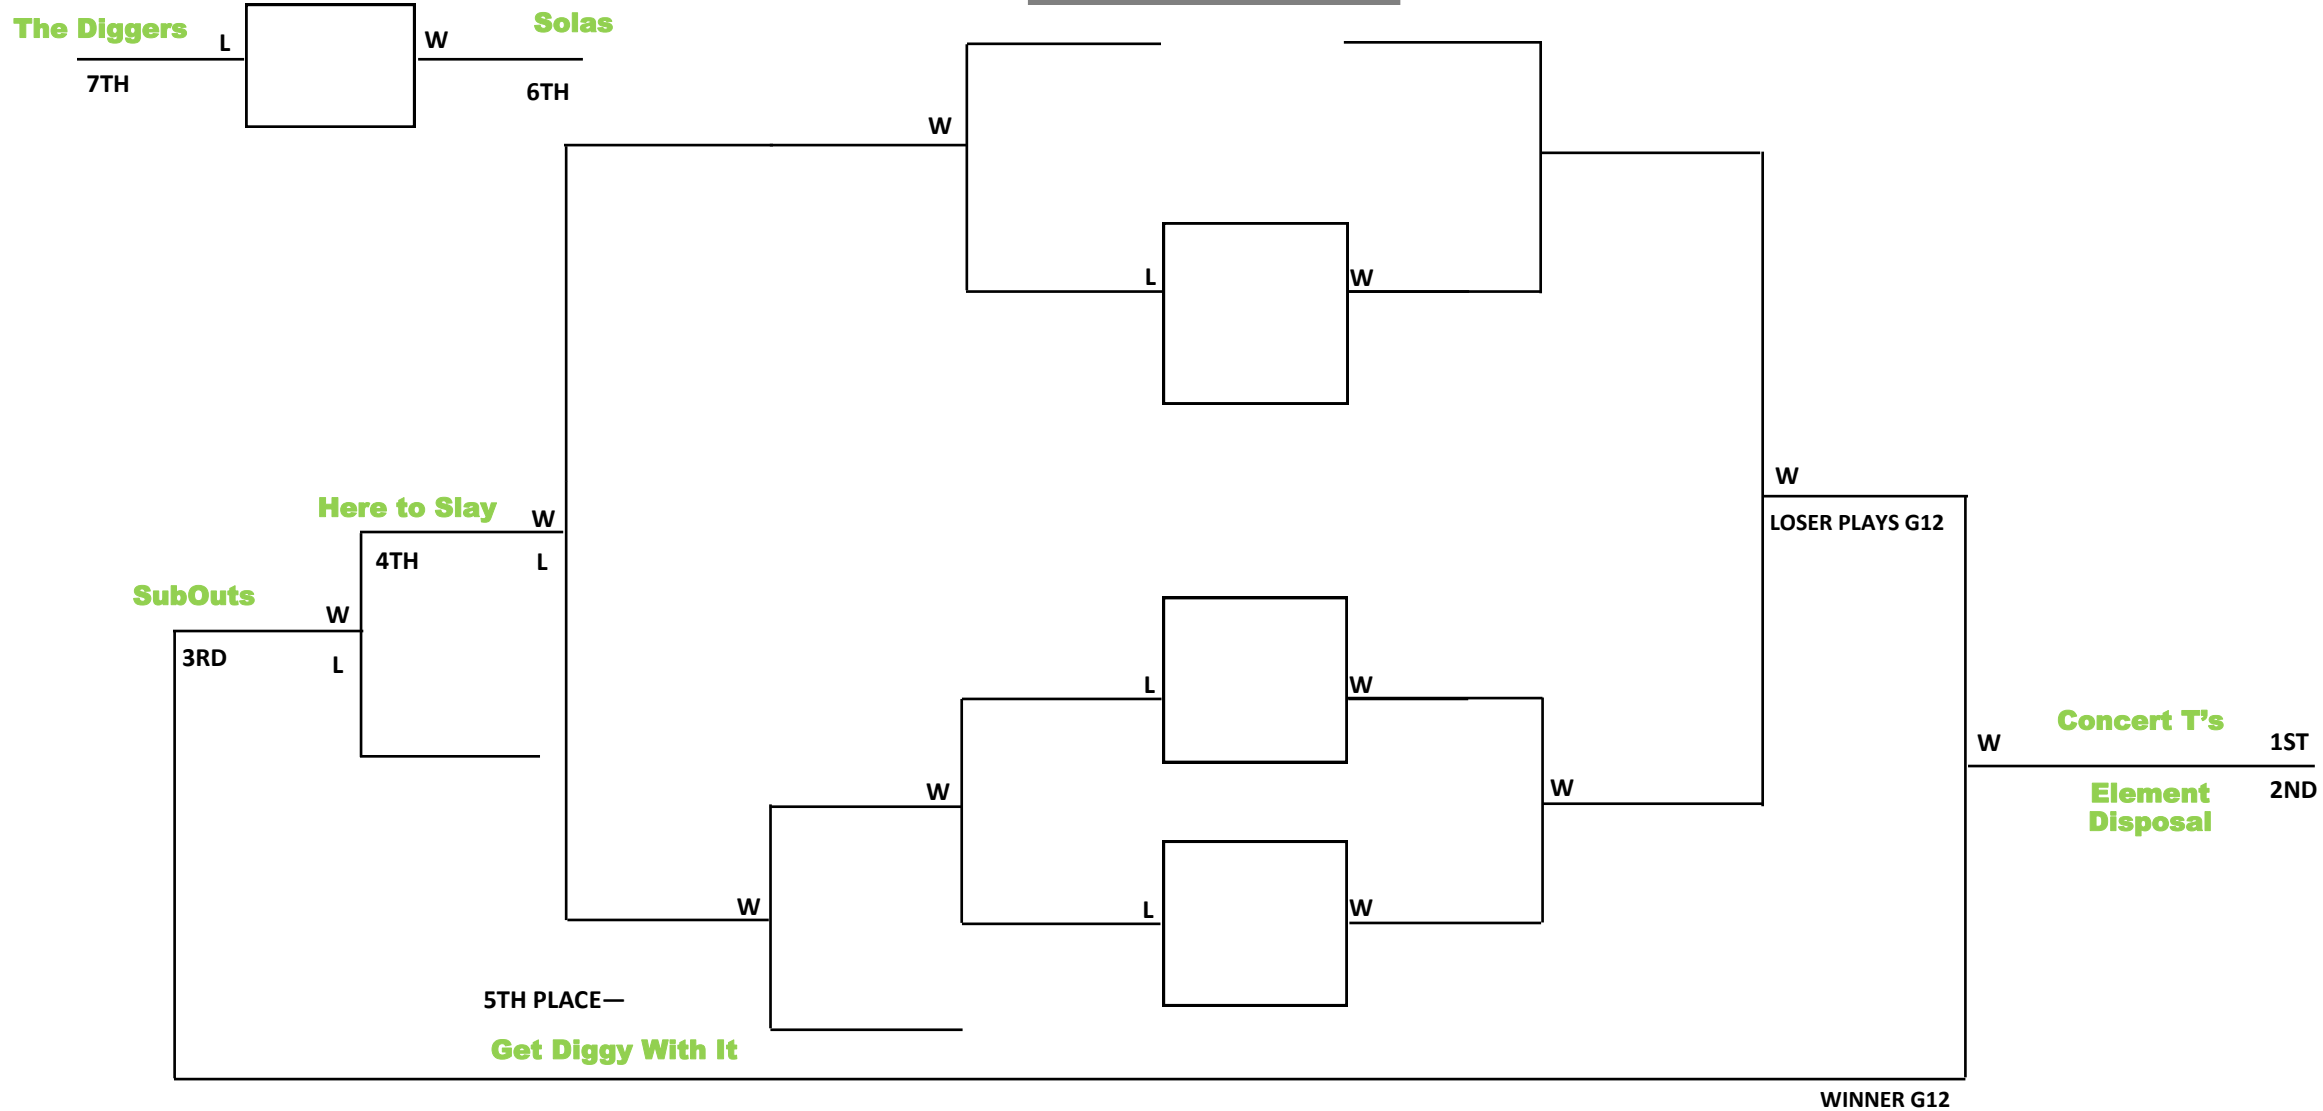 The Diggers
L
W
Solas
7TH
6TH
W
L
W
W
LOSER PLAYS G12
Here to Slay
W
4TH
L
SubOuts
W
3RD
L
L
W
Concert T’s
W
1ST
W
W
Element
Disposal
2ND
W
L
W
5TH PLACE—
Get Diggy With It
WINNER G12